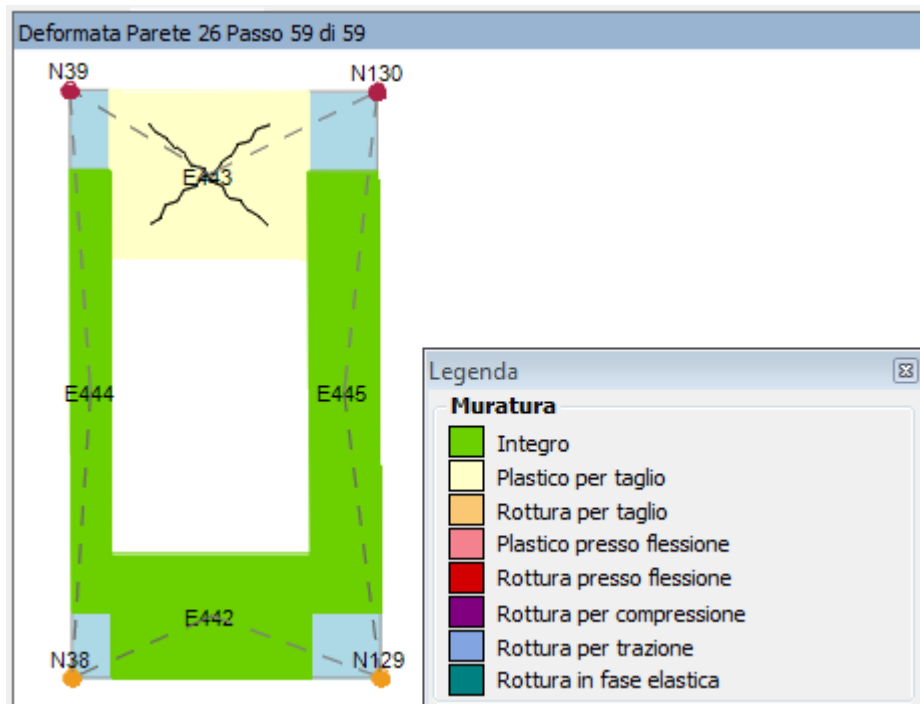 Deformata Parete 26 Passo 59 di 59
N39 N130
E443
E444 E445
E442
N38 N129
Legenda
Muratura
Integro
Plastico per taglio
Rottura per taglio
Plastico presso flessione
Rottura presso flessione
Rottura per compressione
Rottura per trazione
Rottura in fase elastica